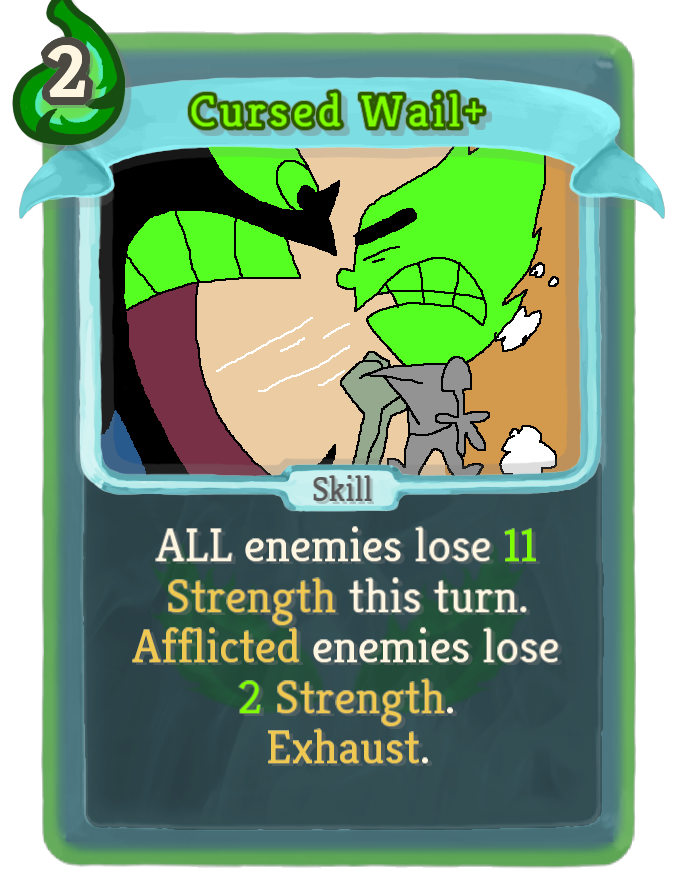 2
Cursed Wail+
Skill
ALL enemies lose 11
Strength this turn.
Afflicted enemies lose
2 Strength.
Exhaust.